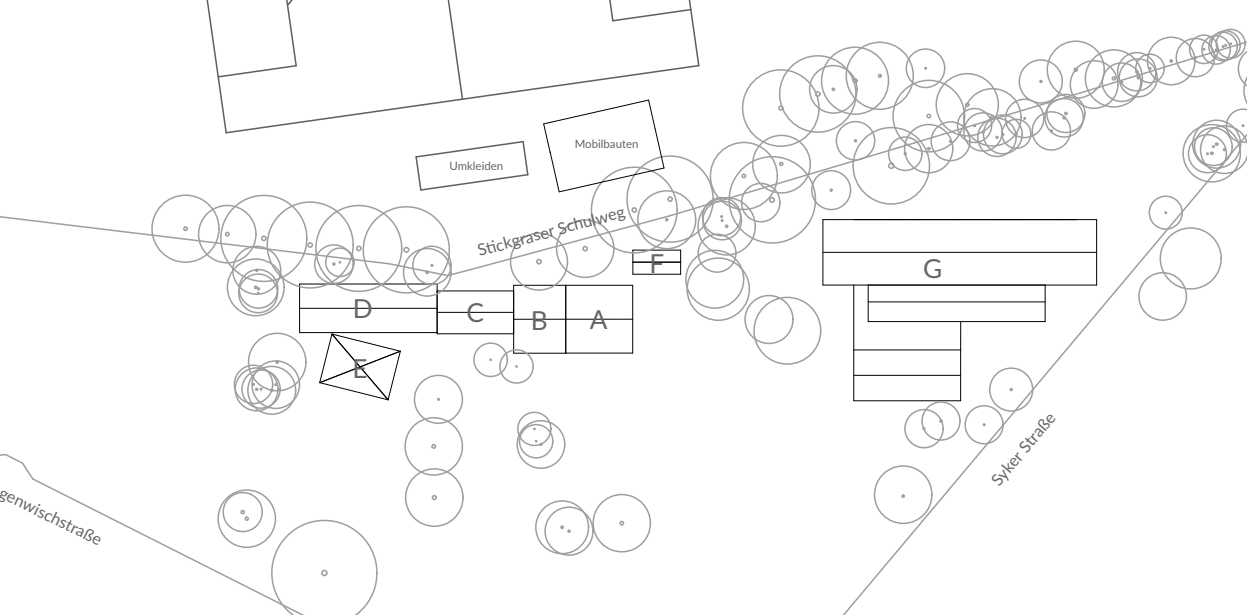 Mobilbauten
Umkleiden
Stickgraser Schulweg
F
G
D
C
B
A
E
Syker Straße
genwischstraße